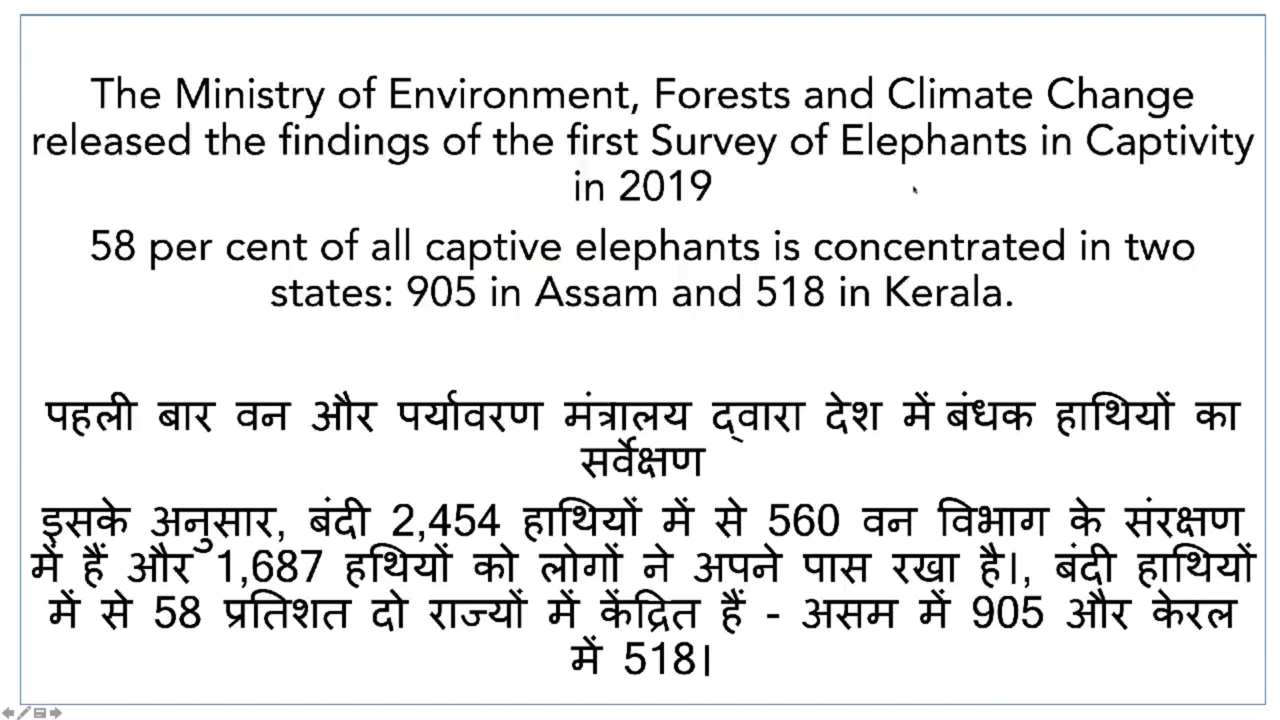 The Ministry of Environment, Forests and Climate Change
released the findings of the first Survey of Elephants in Captivity
in 2019
58 per cent of all captive elephants is concentrated in two
states: 905 in Assam and 518 in Kerala.
पहली बार वन और पर्यावरण मंत्रालय द्वारा देश में बंधक हाथियों का
सर्वेक्षण
इसके अनुसार, बंदी 2,454 हाथियों में से 560 वन विभाग के संरक्षण
में हैं और 1,687 हथियों को लोगों ने अपने पास रखा है।, बंदी हाथियों
में से 58 प्रतिशत दो राज्यों में केंद्रित हैं - असम में 905 और केरल
में 518।